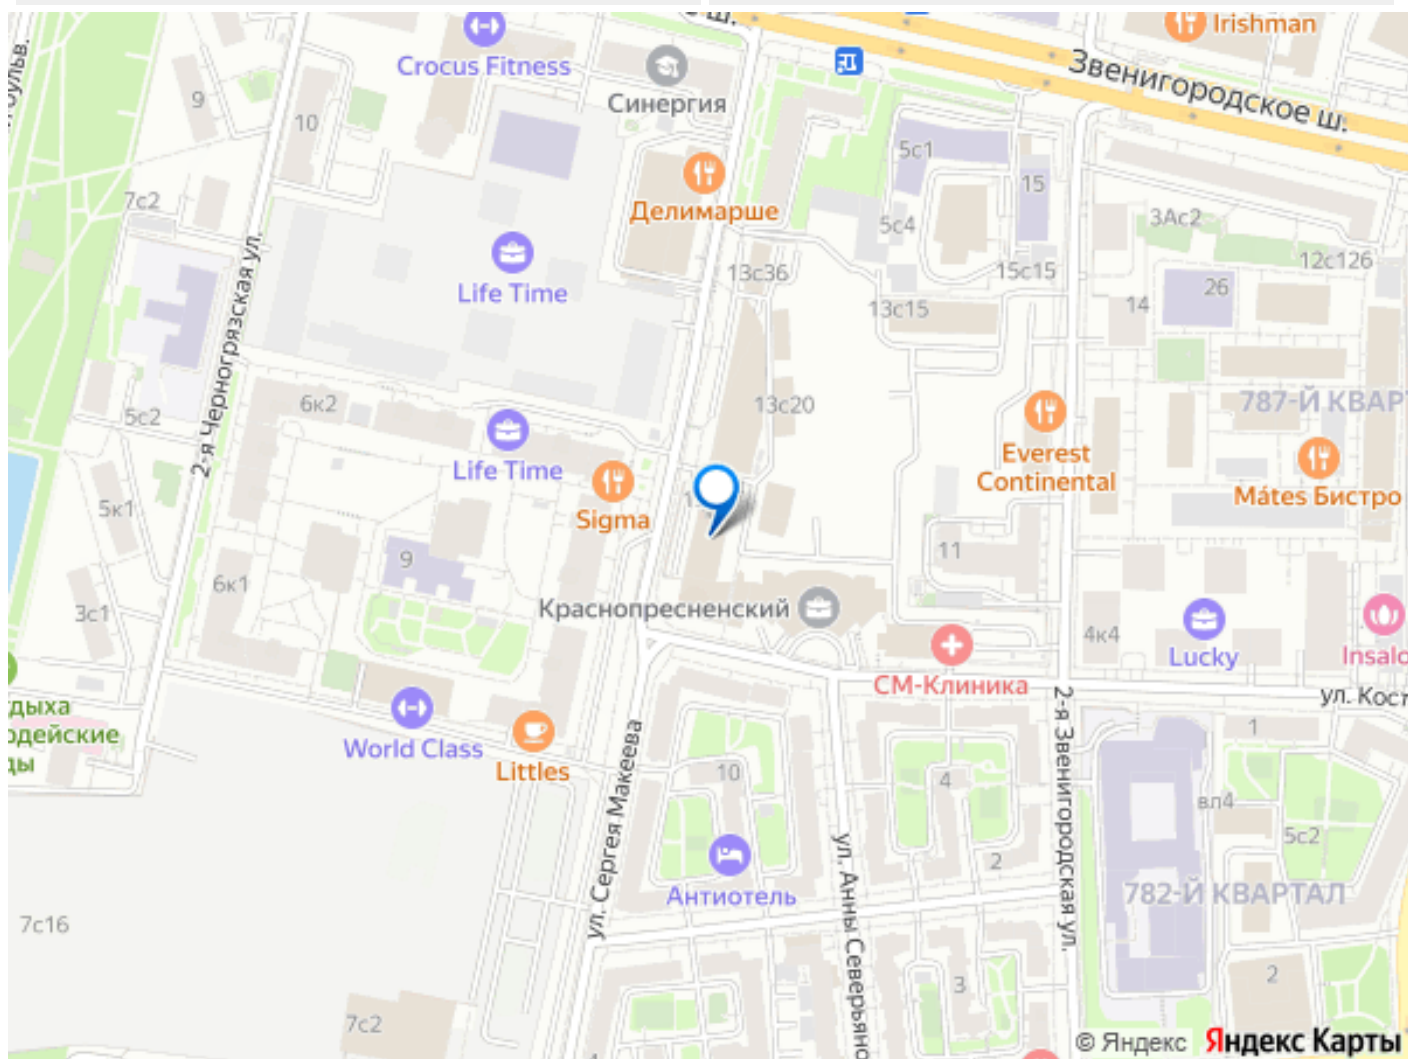 Irishman
Звенигородское ш.
Crocus Fitness
Синергия
9
10
5с1
15
7с2
Делимарше
5с4
3Ас2
12с126
Life Time
13с36
15с15
26
13с15
14
2-я Черногрязская ул.
6к2
13с20
787-Й КВАР
5с2
Life Time
Everest
Continental
Mátes Бистро
Sigma
5к1
9
11
6к1
3с1
Краснопресненский
4к4
Lucky
СМ-Клиника
ул. Кост
World Class
Littles
10
4
1
вл4
5с2
ул. Сергея Макеева
2-я Звенигородская ул.
ул. Анны Северьяно
2
Антиотель
782-Й КВАРТАЛ
7с16
3
2
7с2
4
© Яндекс Яндекс Карты